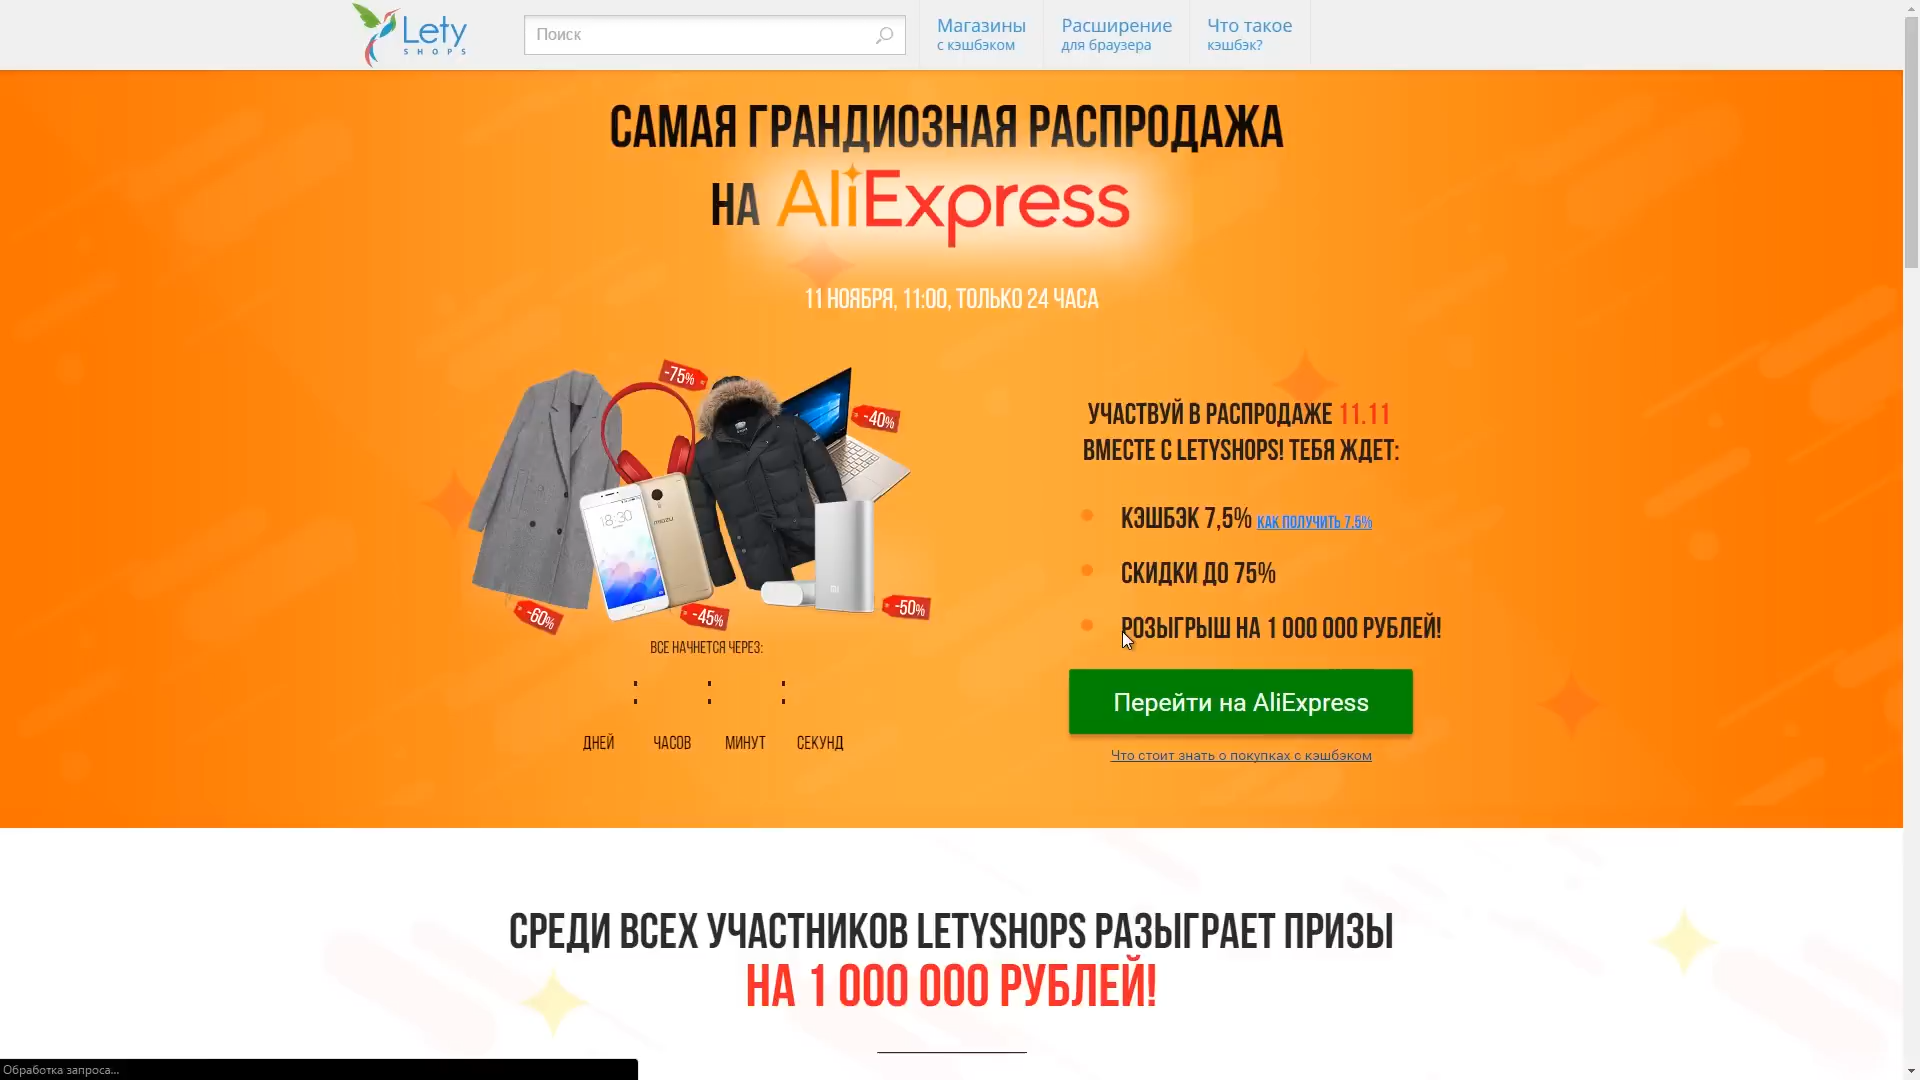 Lety
SHOPS
Поиск
Магазины
с кэшбэком
Расширение
для браузера
Что такое
кэшбэк?
САМАЯ ГРАНДИОЗНАЯ РАСПРОДАЖА
НА AliExpress
11 НОЯБРЯ, 11:00, ТОЛЬКО 24 ЧАСА
-75%
-40%
18:30
MEIZU
-60%
-45%
-50%
ВСЕ НАЧНЕТСЯ ЧЕРЕЗ:
: : :
ДНЕЙ ЧАСОВ МИНУТ СЕКУНД
УЧАСТВУЙ В РАСПРОДАЖЕ 11.11
ВМЕСТЕ С LETYSHOPS! ТЕБЯ ЖДЕТ:
КЭШБЭК 7,5% КАК ПОЛУЧИТЬ 7.5%
СКИДКИ ДО 75%
РОЗЫГРЫШ НА 1 000 000 РУБЛЕЙ!
Перейти на AliExpress
Что стоит знать о покупках с кэшбэком
СРЕДИ ВСЕХ УЧАСТНИКОВ LETYSHOPS РАЗЫГРАЕТ ПРИЗЫ
НА 1 000 000 РУБЛЕЙ!
Обработка запроса...